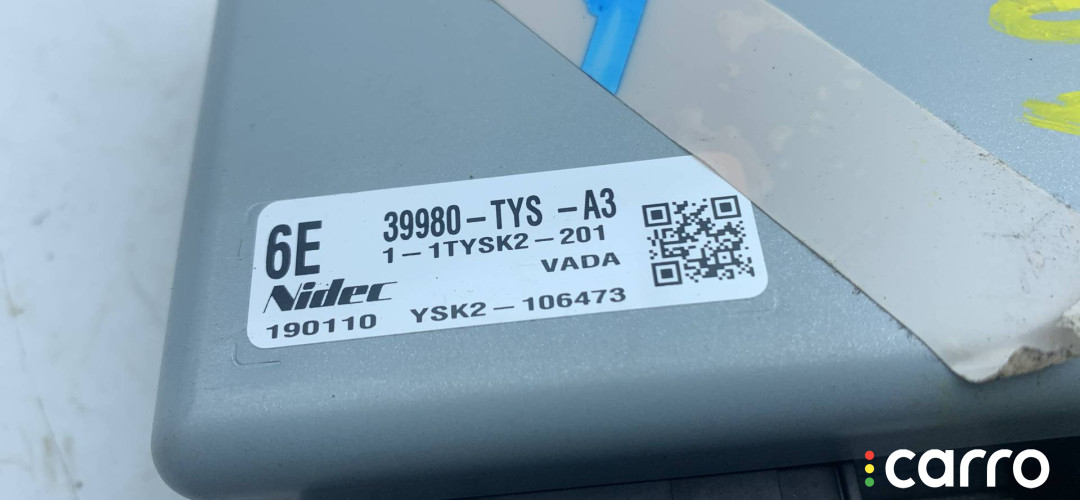 6E
39980-TYS -A3
1-1TYSK2-201
VADA
Nidec
190110 YSK2-106473
carro